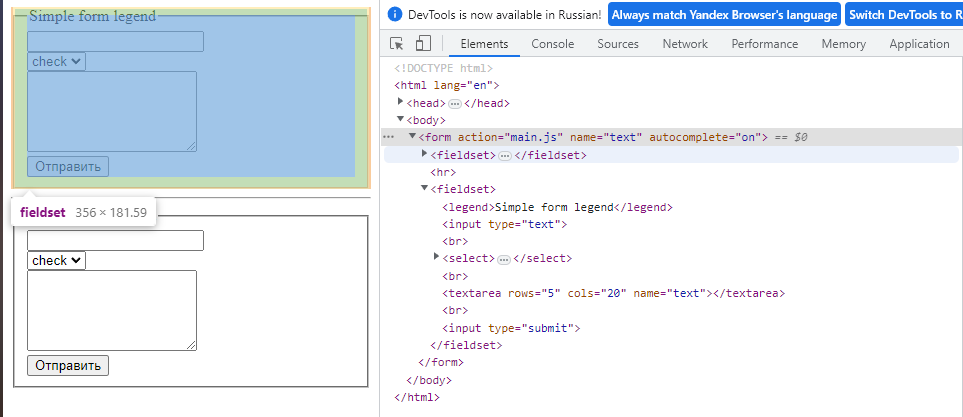 Simple form legend
check
Отправить
fieldset 356 × 181.59
check
Отправить
DevTools is now available in Russian! Always match Yandex Browser's language Switch DevTools to R
Elements Console Sources Network Performance Memory Application
<!DOCTYPE html>
<html lang="en">
<head> ⋯ </head>
<body>
⋯ <form action="main.js" name="text" autocomplete="on"> == $0
<fieldset> ⋯ </fieldset>
<hr>
<fieldset>
<legend>Simple form legend</legend>
<input type="text">
<br>
<select> ⋯ </select>
<br>
<textarea rows="5" cols="20" name="text"></textarea>
<br>
<input type="submit">
</fieldset>
</form>
</body>
</html>